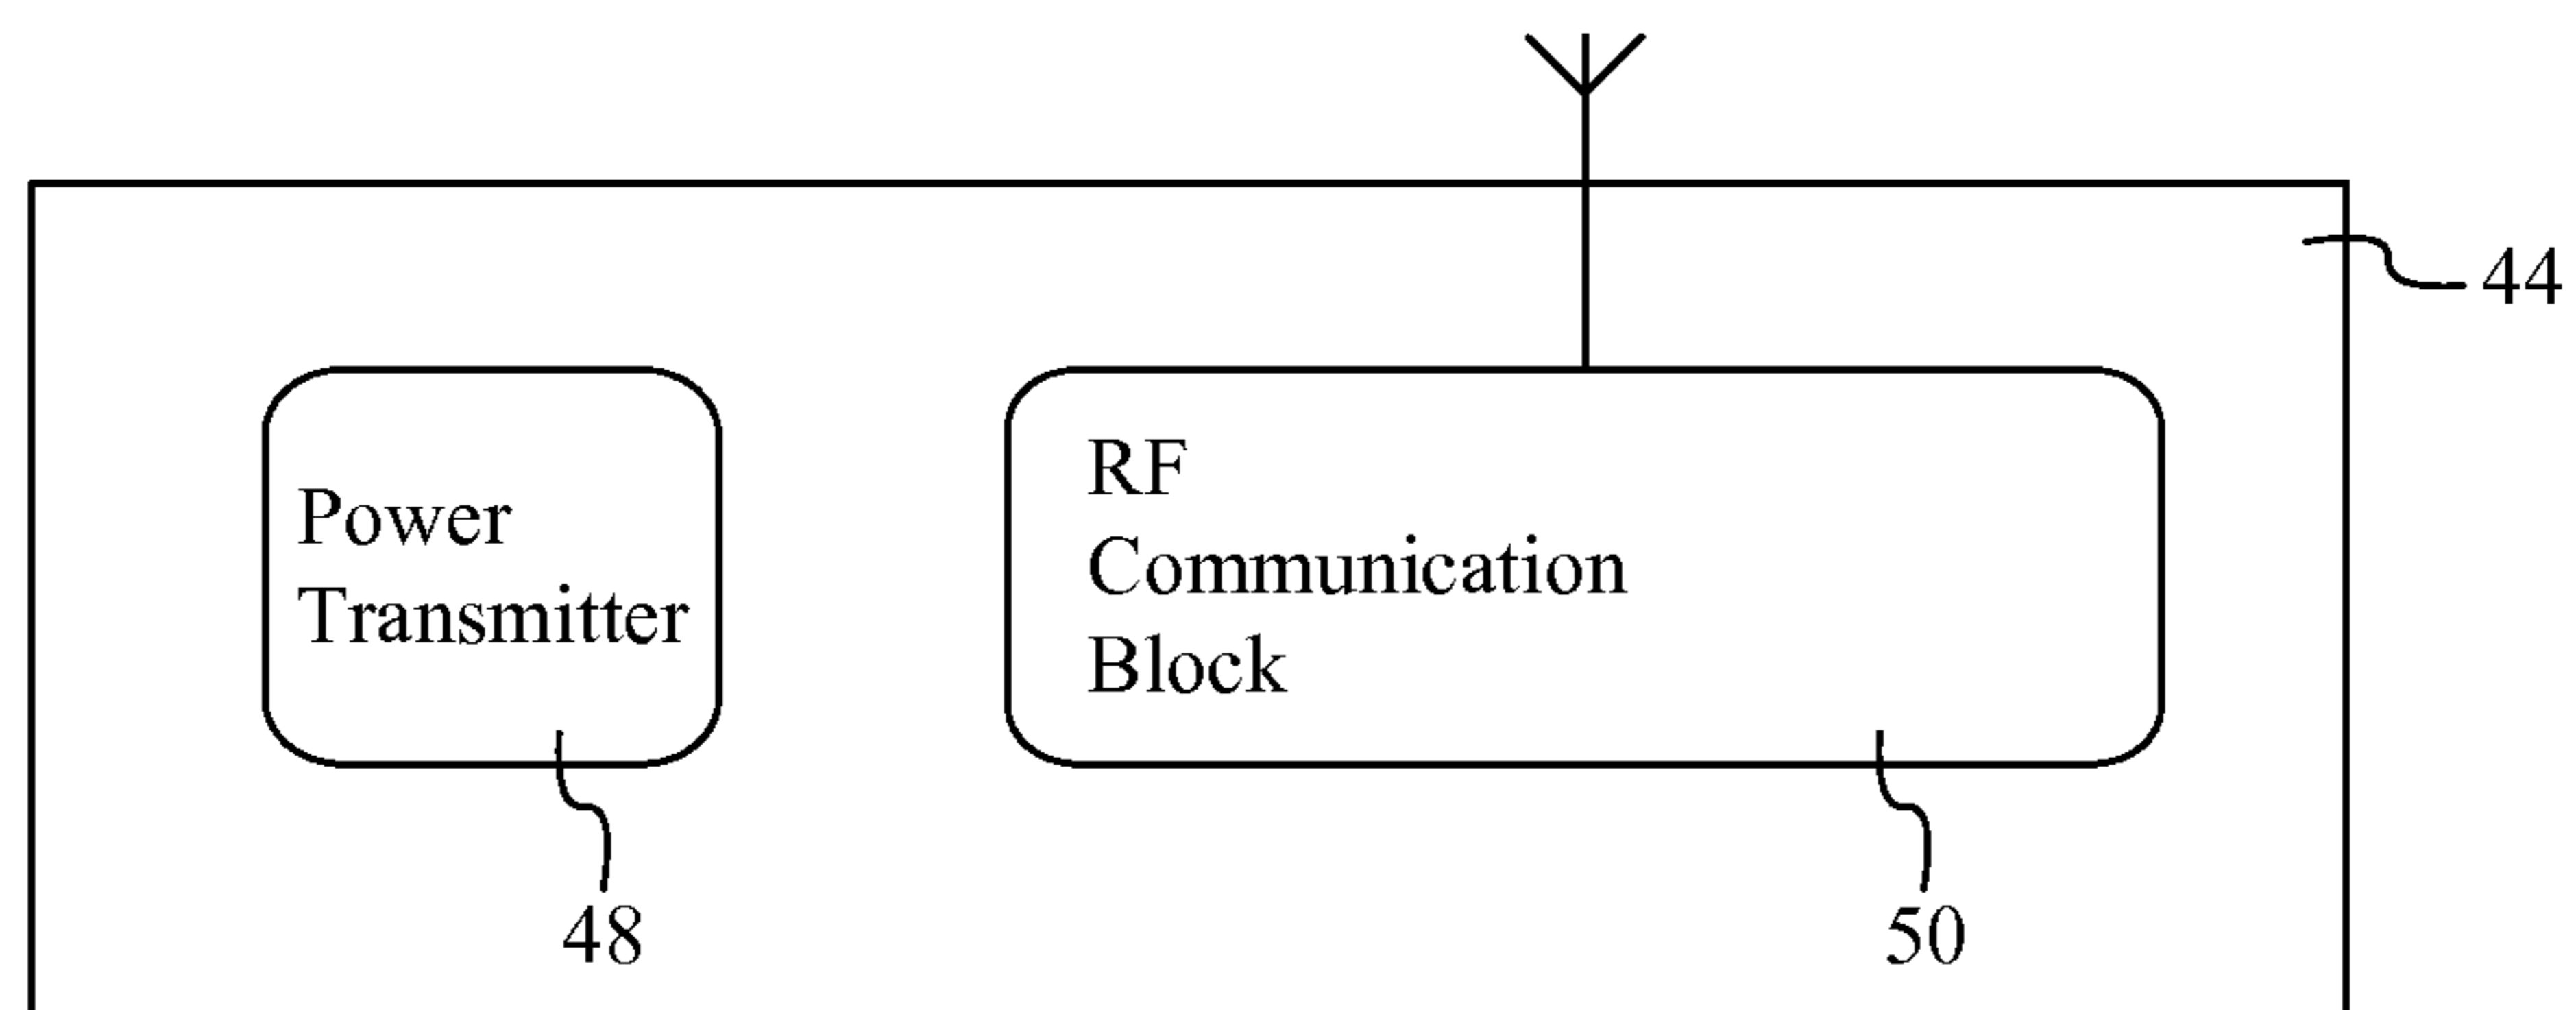 44
Power
Transmitter
RF
Communication
Block
48
50